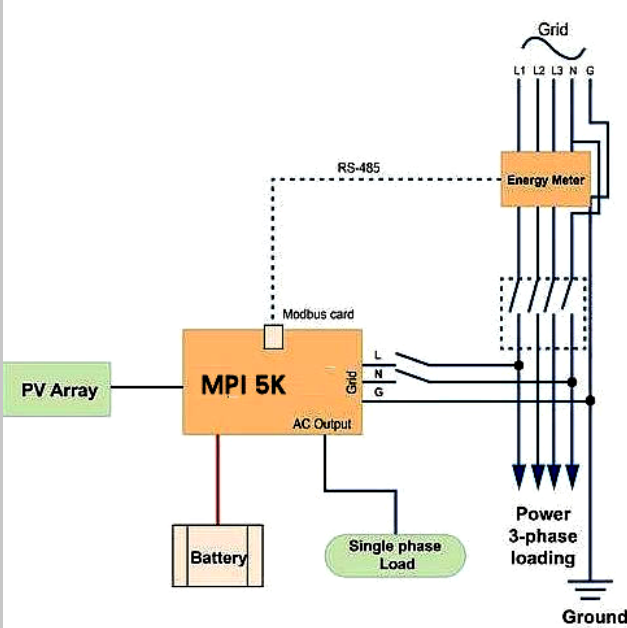 Grid
L1 L2 L3 N G
RS-485
Energy Meter
Modbus card
L
N
G
Grid
MPI 5K
PV Array
AC Output
Battery
Single phase
Load
Power
3-phase
loading
Ground